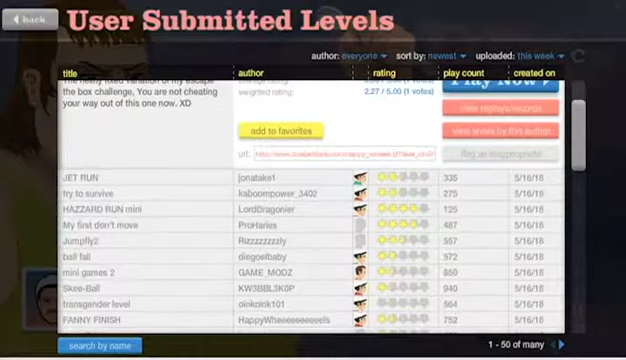 back
User Submitted Levels
author: everyone sort by: newest uploaded: this week
title author rating play count created on
the box challenge, You are not cheating
your way out of this one now. XD
weighted rating: 2.27 / 5.00 (1 votes)
Play Now
view replays/records
add to favorites
view levels by this author
flag as inappropriate
url:
JET RUN jonatake1 335 5/16/18
try to survive kaboompower_3402 275 5/16/18
HAZZARD RUN mini LordDragonier 125 5/16/18
My first don't move ProHaries 487 5/16/18
Jumpfly2 Rizzzzzzzly 557 5/16/18
ball fall diegoelbaby 572 5/16/18
mini games 2 GAME_MODZ 850 5/16/18
Skee-Ball KW3BBL3K0P 940 5/16/18
transgender level oinkoink101 564 5/16/18
FANNY FINISH 752 5/16/18
search by name
1 - 50 of many